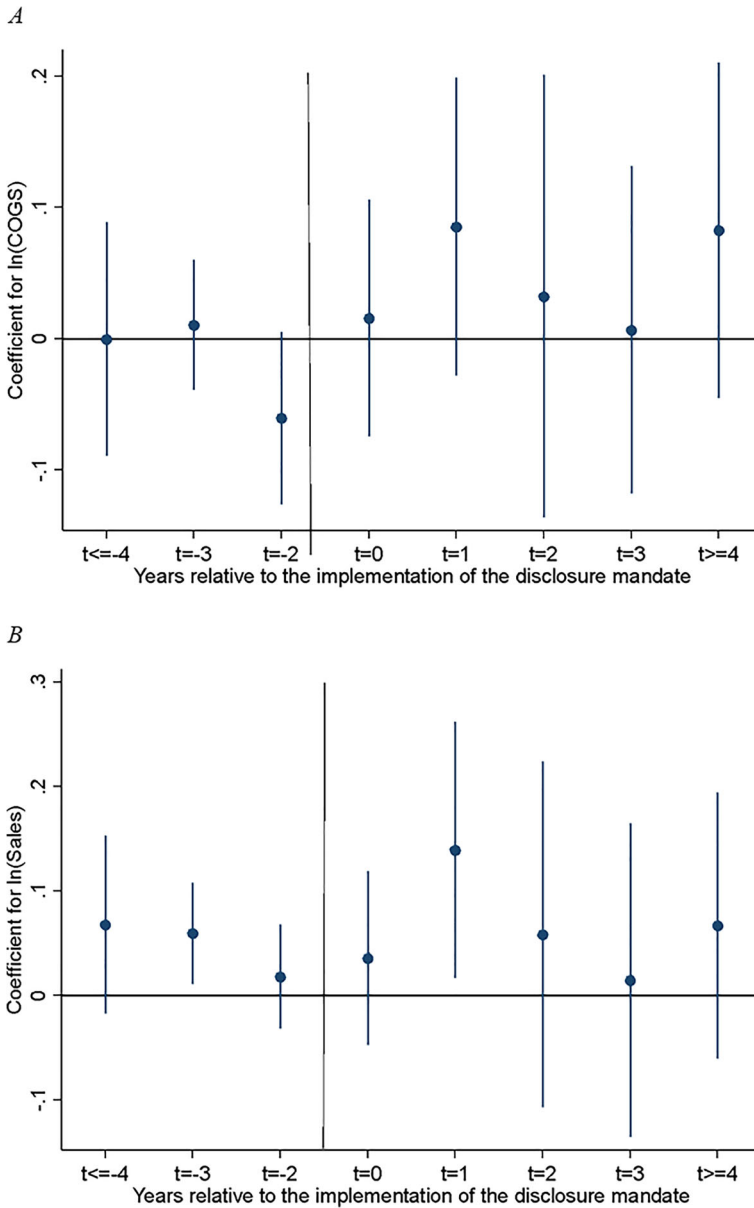 A
.2
.1
0
-.1
Coefficient for ln(COGS)
t<=-4 t=-3 t=-2 t=0 t=1 t=2 t=3 t>=4
Years relative to the implementation of the disclosure mandate
B
.3
.2
.1
0
-.1
Coefficient for ln(Sales)
t<=-4 t=-3 t=-2 t=0 t=1 t=2 t=3 t>=4
Years relative to the implementation of the disclosure mandate